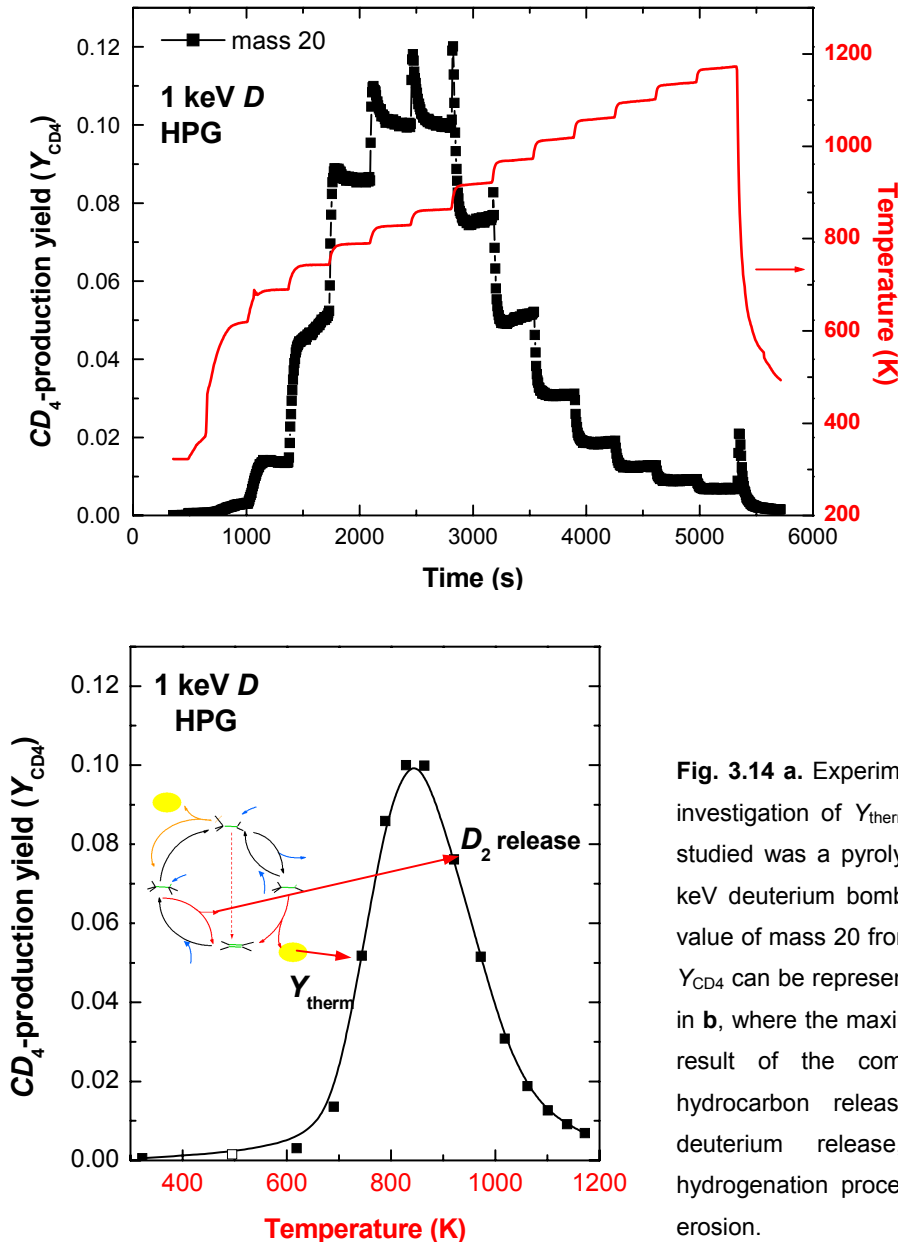 mass 20
1 keV D
HPG
CD4-production yield (YCD4)
0.12
0.10
0.08
0.06
0.04
0.02
0.00
0 1000 2000 3000 4000 5000 6000
Time (s)
1200
1000
800
600
400
200
Temperature (K)
1 keV D
HPG
CD4-production yield (YCD4)
0.12
0.10
0.08
0.06
0.04
0.02
0.00
D2 release
Ytherm
400 600 800 1000 1200
Temperature (K)
Fig. 3.14 a. Experim
investigation of Ytherm
studied was a pyroly
keV deuterium bomb
value of mass 20 from
YCD4 can be represen
in b, where the maxi
result of the com
hydrocarbon releas
deuterium release
hydrogenation proce
erosion.